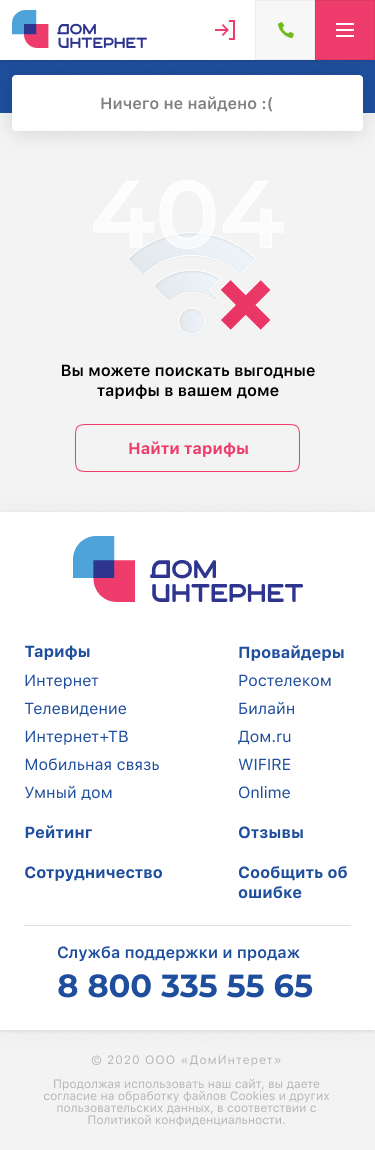 ДОМ
ИНТЕРНЕТ
Ничего не найдено :(
404
Вы можете поискать выгодные
тарифы в вашем доме
Найти тарифы
ДОМ
ИНТЕРНЕТ
Тарифы
Интернет
Телевидение
Интернет+ТВ
Мобильная связь
Умный дом
Рейтинг
Сотрудничество
Провайдеры
Ростелеком
Билайн
Дом.ru
WIFIRE
Onlime
Отзывы
Сообщить об
ошибке
Служба поддержки и продаж
8 800 335 55 65
© 2020 ООО «ДомИнтерет»
Продолжая использовать наш сайт, вы даете
согласие на обработку файлов Cookies и других
пользовательских данных, в соответствии с
Политикой конфиденциальности.